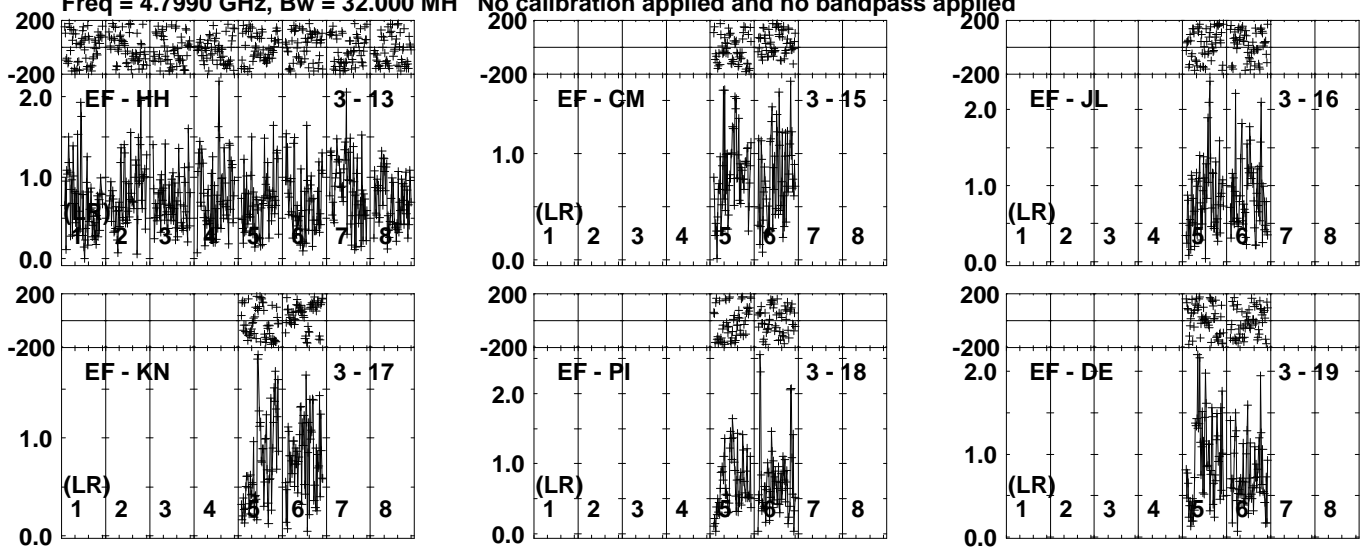 Freq = 4.7990 GHz, Bw = 32.000 MH No calibration applied and no bandpass applied
200
-200
EF - HH 3 - 13
2.0
1.0
0.0
(LR)
1 2 3 4 5 6 7 8
EF - CM 3 - 15
1.0
0.0
(LR)
1 2 3 4 5 6 7 8
200
-200
EF - JL 3 - 16
2.0
1.0
0.0
(LR)
1 2 3 4 5 6 7 8
200
-200
EF - KN 3 - 17
1.0
0.0
(LR)
1 2 3 4 5 6 7 8
200
-200
EF - PI 3 - 18
2.0
1.0
0.0
(LR)
1 2 3 4 5 6 7 8
200
-200
EF - DE 3 - 19
2.0
1.0
0.0
(LR)
1 2 3 4 5 6 7 8
200
-200